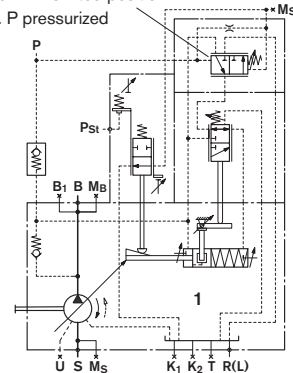 . P pressurized
Ms
P
PSt
B1 B MB
1
U S MS K1 K2 T R(L)